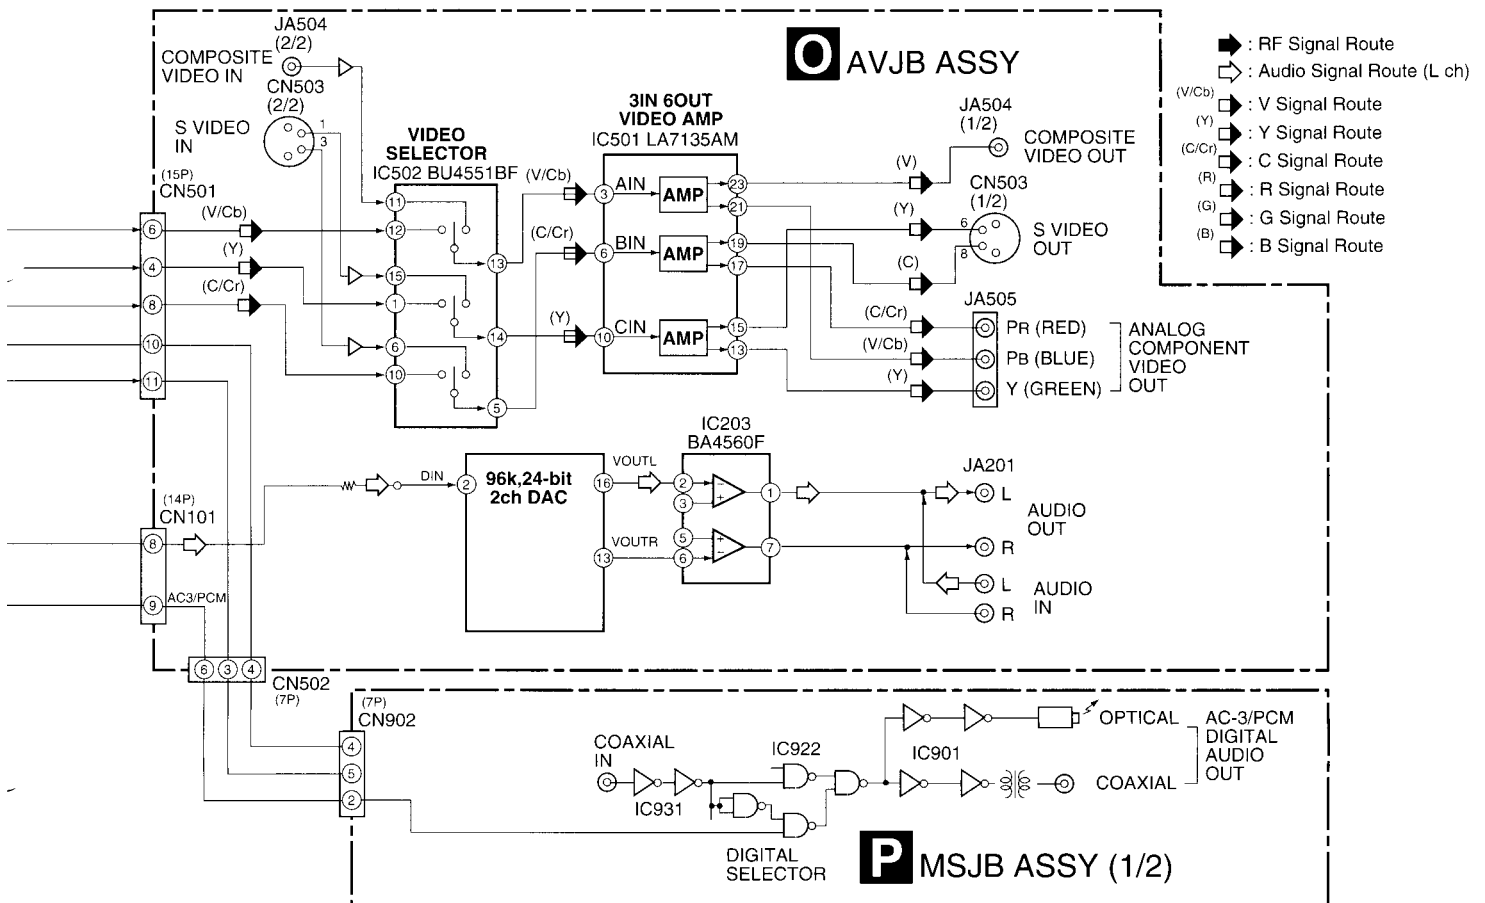 JA504
(2/2)
COMPOSITE
VIDEO IN
CN503
(2/2)
S VIDEO
IN
1
3
(15P)
CN501
6
4
8
10
11
(V/Cb)
(Y)
(C/Cr)
VIDEO
SELECTOR
IC502 BU4551BF
11
12
15
1
6
10
13
14
5
(V/Cb)
(C/Cr)
(Y)
3IN 6OUT
VIDEO AMP
IC501 LA7135AM
3
AIN
AMP
23
21
6
BIN
AMP
19
17
10
CIN
AMP
15
13
O AVJB ASSY
JA504
(1/2)
COMPOSITE
VIDEO OUT
(V)
CN503
(1/2)
(Y)
6
8
S VIDEO
OUT
(C)
JA505
(C/Cr)
PR (RED)
(V/Cb)
PB (BLUE)
(Y)
Y (GREEN)
ANALOG
COMPONENT
VIDEO
OUT
: RF Signal Route
: Audio Signal Route (L ch)
(V/Cb)
: V Signal Route
(Y)
: Y Signal Route
(C/Cr)
: C Signal Route
(R)
: R Signal Route
(G)
: G Signal Route
(B)
: B Signal Route
(14P)
CN101
8
9
AC3/PCM
DIN
2
96k,24-bit
2ch DAC
16
13
VOUTL
VOUTR
IC203
BA4560F
2
3
5
6
−
+
+
−
1
7
JA201
L
AUDIO
OUT
R
L
AUDIO
IN
R
6
3
4
CN502
(7P)
(7P)
CN902
4
5
2
COAXIAL
IN
IC931
IC922
DIGITAL
SELECTOR
IC901
OPTICAL
COAXIAL
AC-3/PCM
DIGITAL
AUDIO
OUT
P MSJB ASSY (1/2)